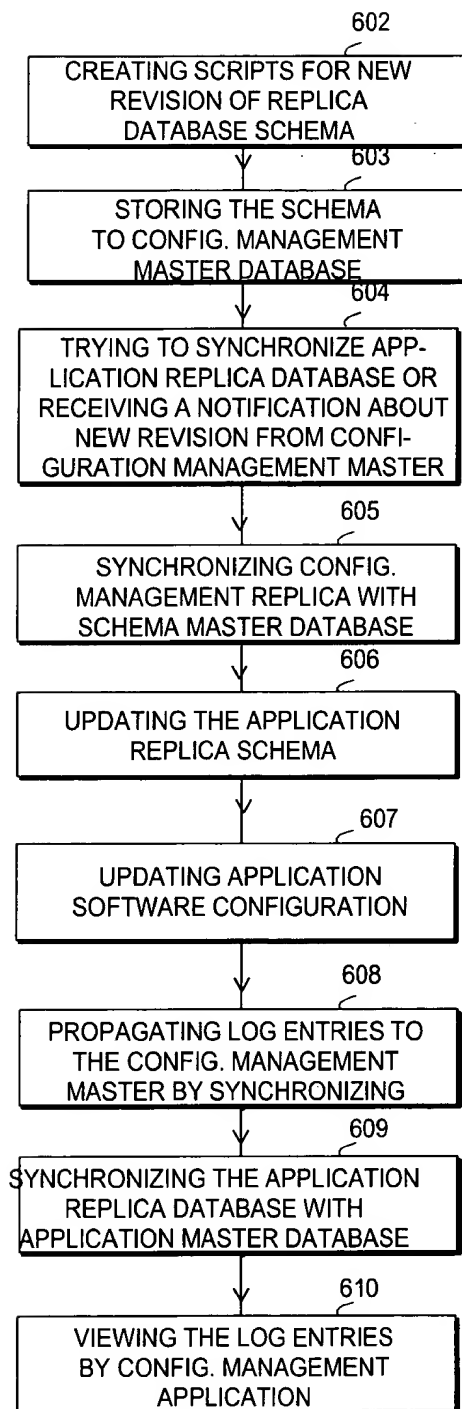 602
CREATING SCRIPTS FOR NEW
REVISION OF REPLICA
DATABASE SCHEMA
603
STORING THE SCHEMA
TO CONFIG. MANAGEMENT
MASTER DATABASE
604
TRYING TO SYNCHRONIZE APP-
LICATION REPLICA DATABASE OR
RECEIVING A NOTIFICATION ABOUT
NEW REVISION FROM CONFI-
GURATION MANAGEMENT MASTER
605
SYNCHRONIZING CONFIG.
MANAGEMENT REPLICA WITH
SCHEMA MASTER DATABASE
606
UPDATING THE APPLICATION
REPLICA SCHEMA
607
UPDATING APPLICATION
SOFTWARE CONFIGURATION
608
PROPAGATING LOG ENTRIES TO
THE CONFIG. MANAGEMENT
MASTER BY SYNCHRONIZING
609
SYNCHRONIZING THE APPLICATION
REPLICA DATABASE WITH
APPLICATION MASTER DATABASE
610
VIEWING THE LOG ENTRIES
BY CONFIG. MANAGEMENT
APPLICATION